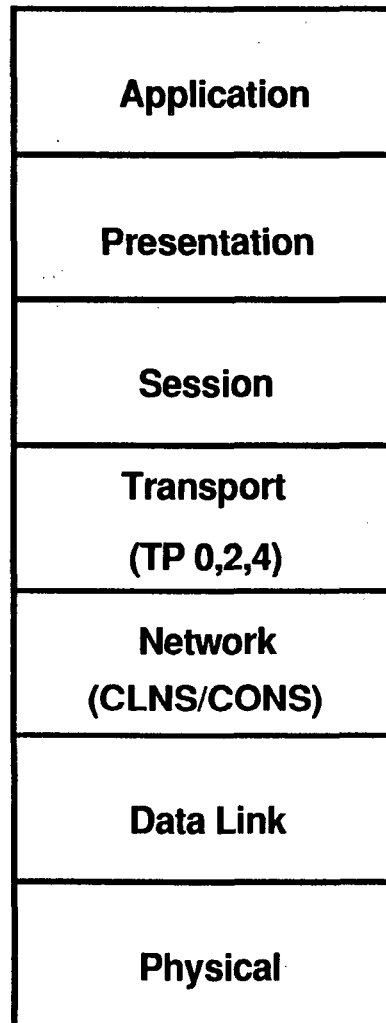 Application
Presentation
Session
Transport
(TP 0,2,4)
Network
(CLNS/CONS)
Data Link
Physical